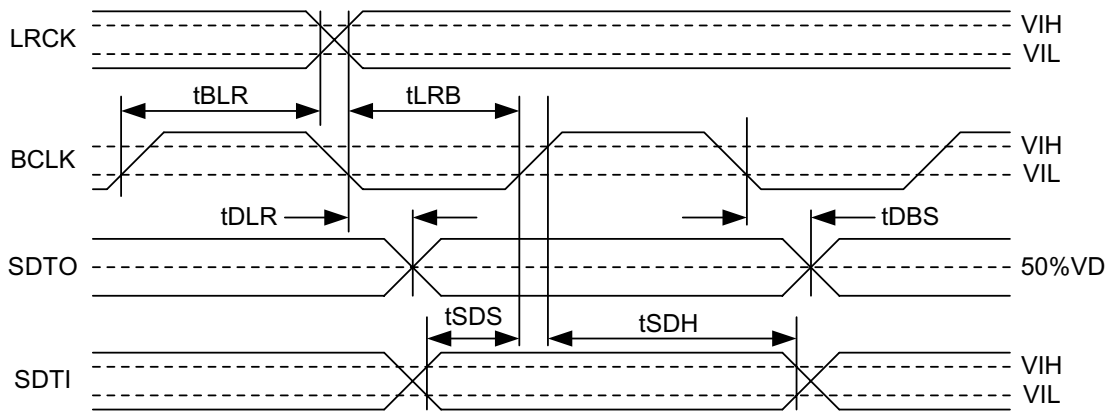 LRCK
VIH
VIL
tBLR
tLRB
BCLK
VIH
VIL
tDLR
tDBS
SDTO
50%VD
tSDS
tSDH
SDTI
VIH
VIL